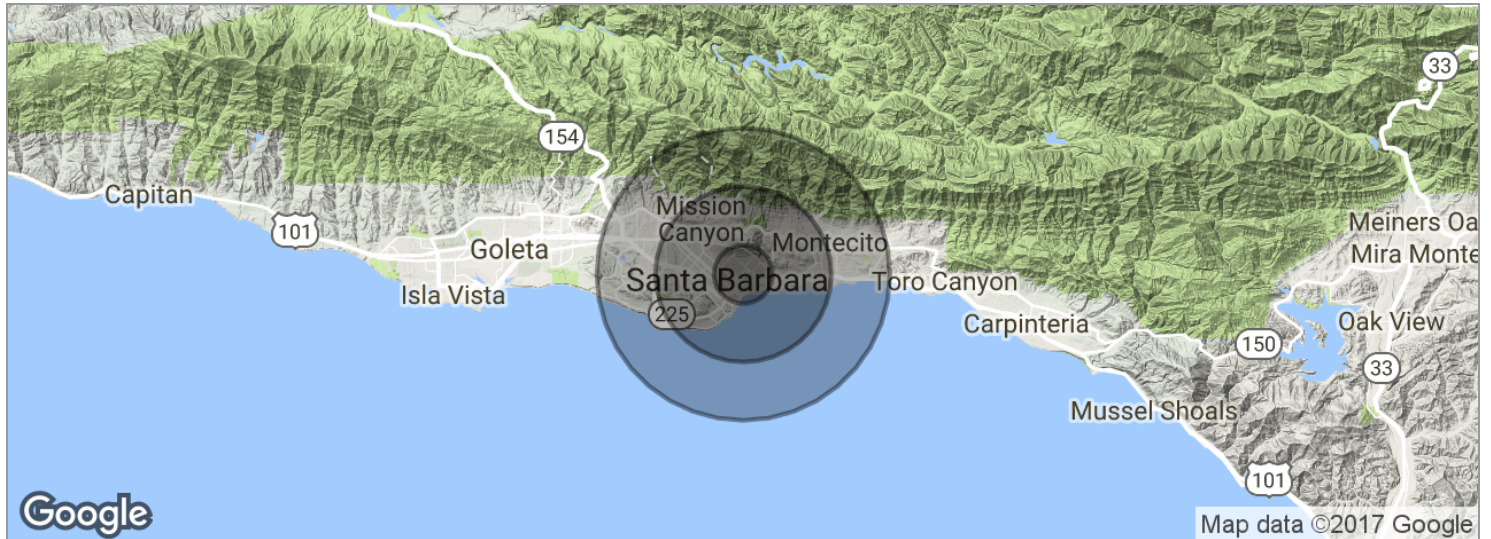 33
154
Capitan
101
Mission
Canyon
Montecito
Goleta
Santa Barbara
Isla Vista
225
Toro Canyon
Carpinteria
Meiners Oa
Mira Monte
Oak View
150
33
Mussel Shoals
101
Google
Map data ©2017 Google